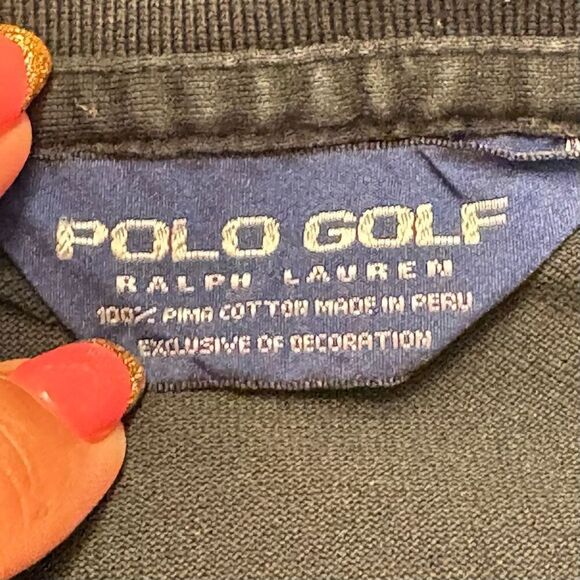 POLO GOLF
RALPH LAUREN
100% PIMA COTTON MADE IN PERU
EXCLUSIVE OF DECORATION